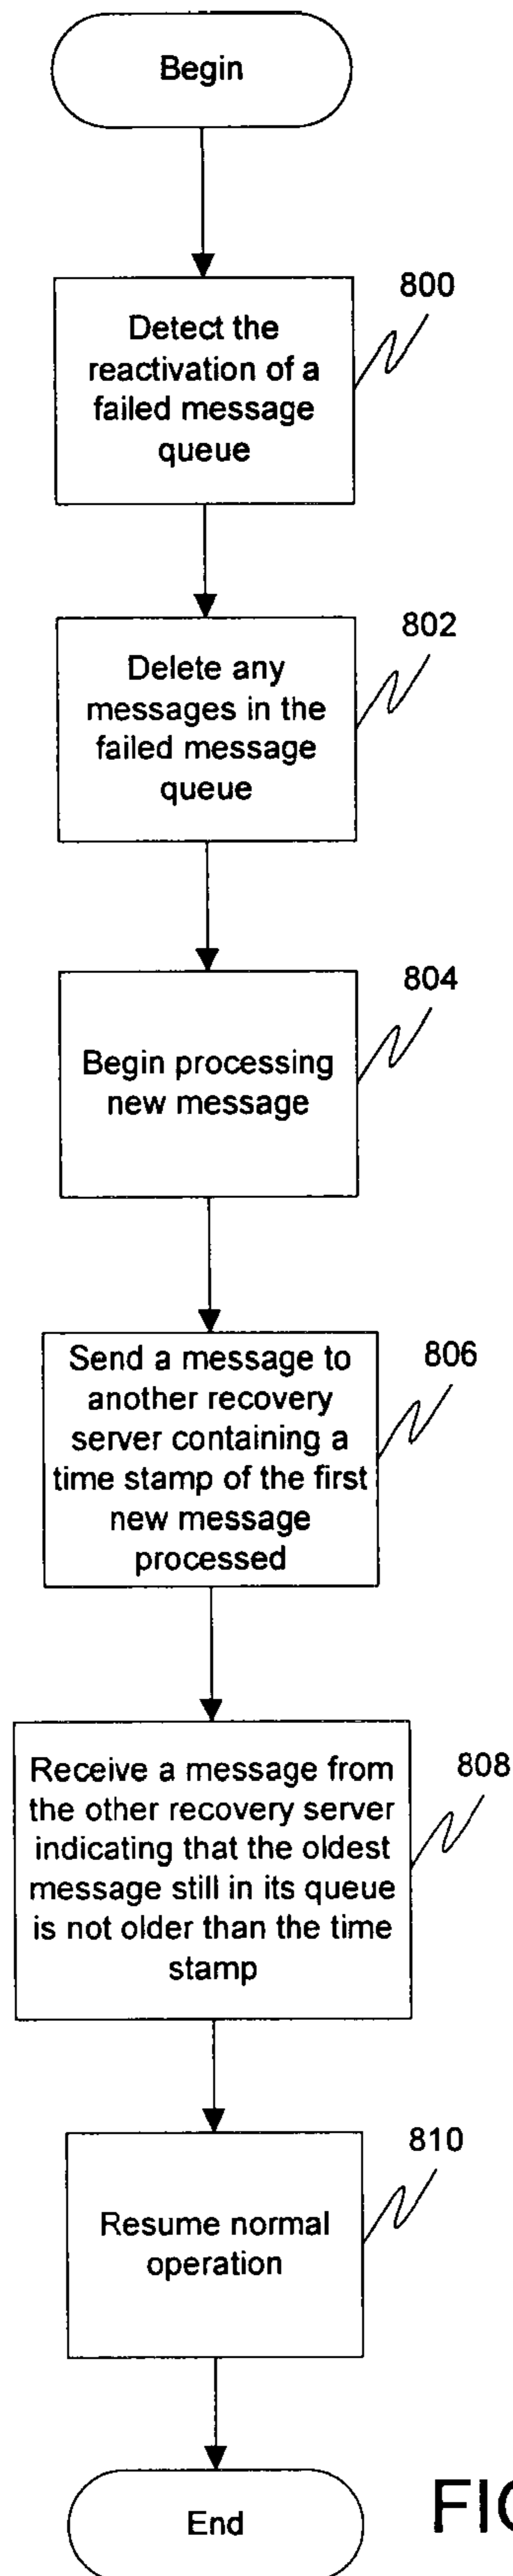 Begin
800
Detect the
reactivation of a
failed message
queue
802
Delete any
messages in the
failed message
queue
804
Begin processing
new message
806
Send a message to
another recovery
server containing a
time stamp of the first
new message
processed
808
Receive a message from
the other recovery server
indicating that the oldest
message still in its queue
is not older than the time
stamp
810
Resume normal
operation
End